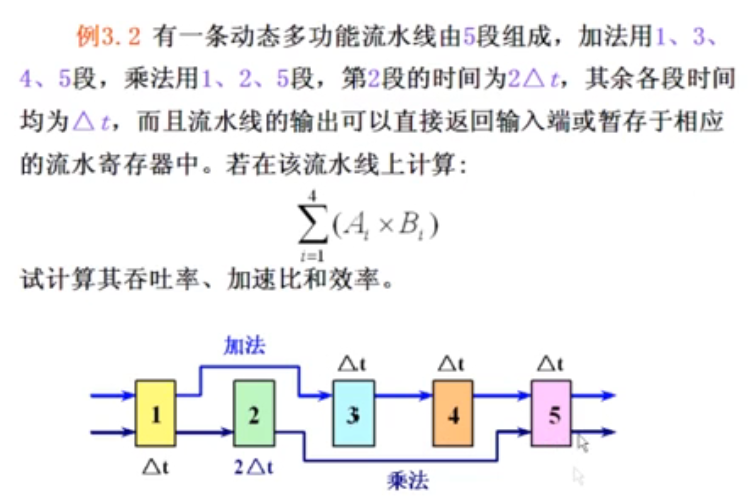 例3.2 有一条动态多功能流水线由5段组成，加法用1、3、
4、5段，乘法用1、2、5段，第2段的时间为2△t，其余各段时间
均为△t，而且流水线的输出可以直接返回输入端或暂存于相应
的流水寄存器中。若在该流水线上计算：
4
∑(Aᵢ×Bᵢ)
i=1
试计算其吞吐率、加速比和效率。
加法 △t △t △t
1 2 3 4 5
△t 2△t 乘法